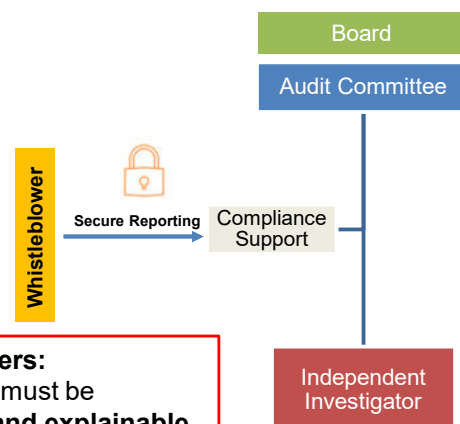 Board
Audit Committee
Whistleblower
Secure Reporting
Compliance
Support
Independent
Investigator
ers:
must be
and explainable